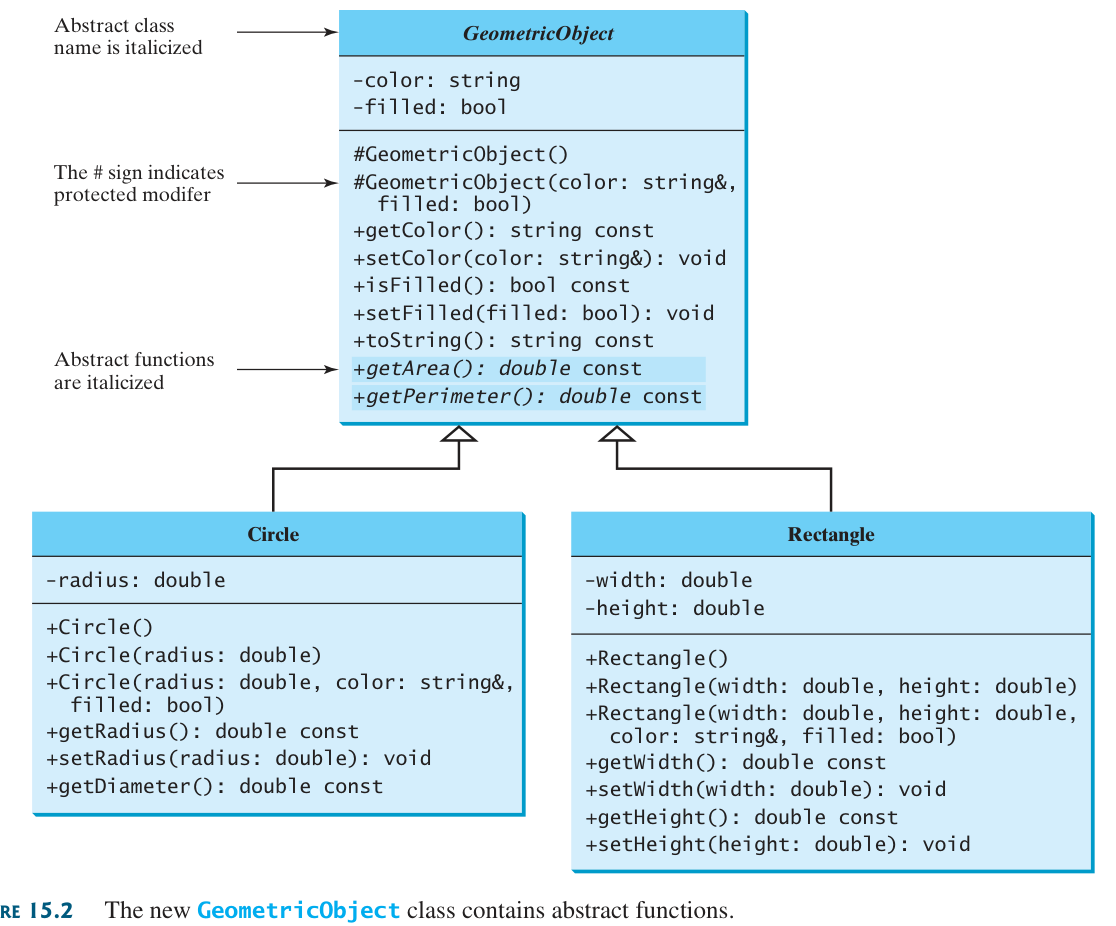 Abstract class
name is italicized
GeometricObject
-color: string
-filled: bool
The # sign indicates
protected modifer
#GeometricObject()
#GeometricObject(color: string&,
filled: bool)
+getColor(): string const
+setColor(color: string&): void
+isFilled(): bool const
+setFilled(filled: bool): void
+toString(): string const
Abstract functions
are italicized
+getArea(): double const
+getPerimeter(): double const
Circle
-radius: double
+Circle()
+Circle(radius: double)
+Circle(radius: double, color: string&,
filled: bool)
+getRadius(): double const
+setRadius(radius: double): void
+getDiameter(): double const
Rectangle
-width: double
-height: double
+Rectangle()
+Rectangle(width: double, height: double)
+Rectangle(width: double, height: double,
color: string&, filled: bool)
+getWidth(): double const
+setWidth(width: double): void
+getHeight(): double const
+setHeight(height: double): void
RE 15.2 The new GeometricObject class contains abstract functions.